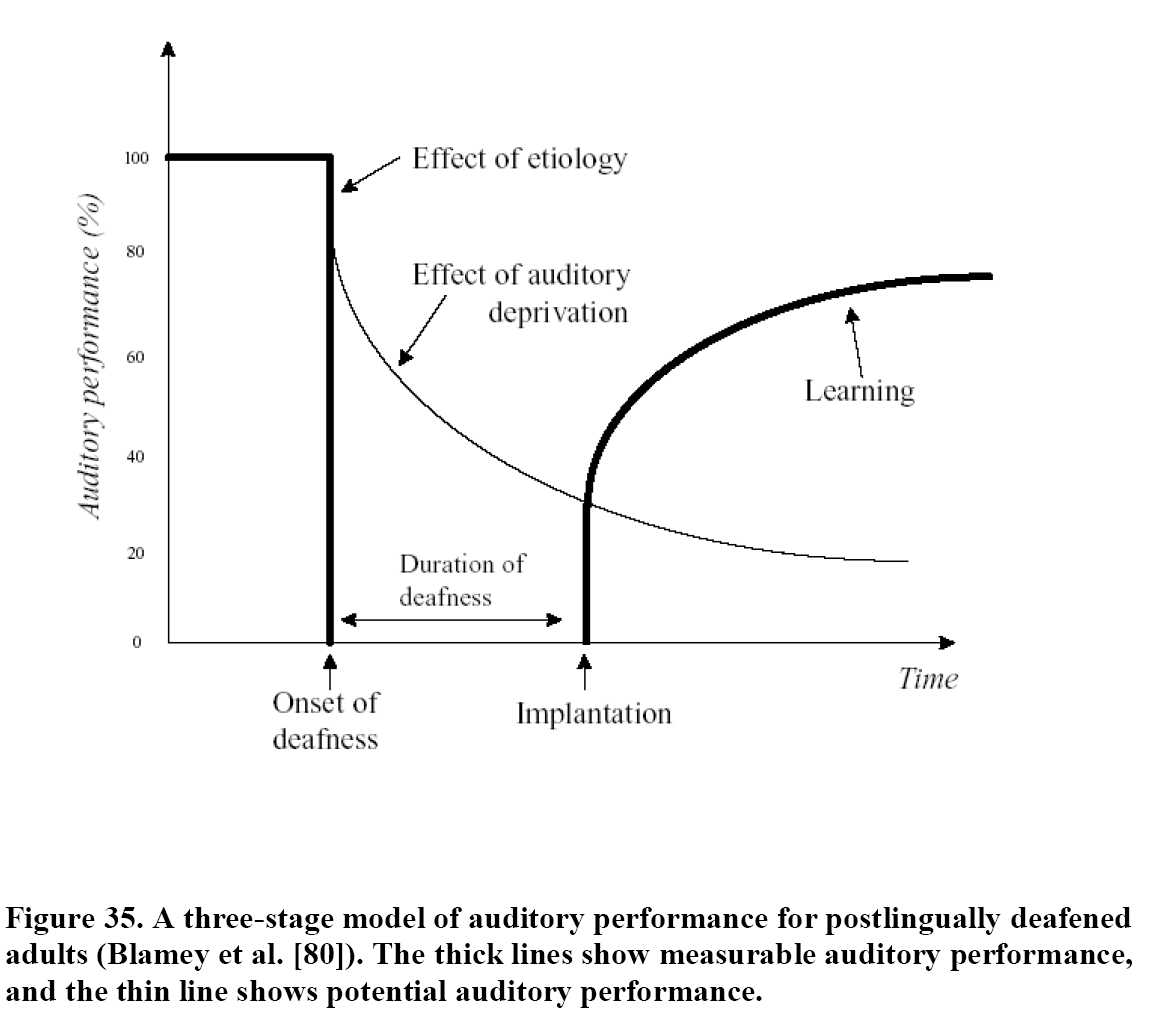 100
Effect of etiology
80
Effect of auditory
deprivation
60
Learning
40
20
Duration of
deafness
0
Auditory performance (%)
Time
Onset of
deafness
Implantation
Figure 35. A three-stage model of auditory performance for postlingually deafened
adults (Blamey et al. [80]). The thick lines show measurable auditory performance,
and the thin line shows potential auditory performance.